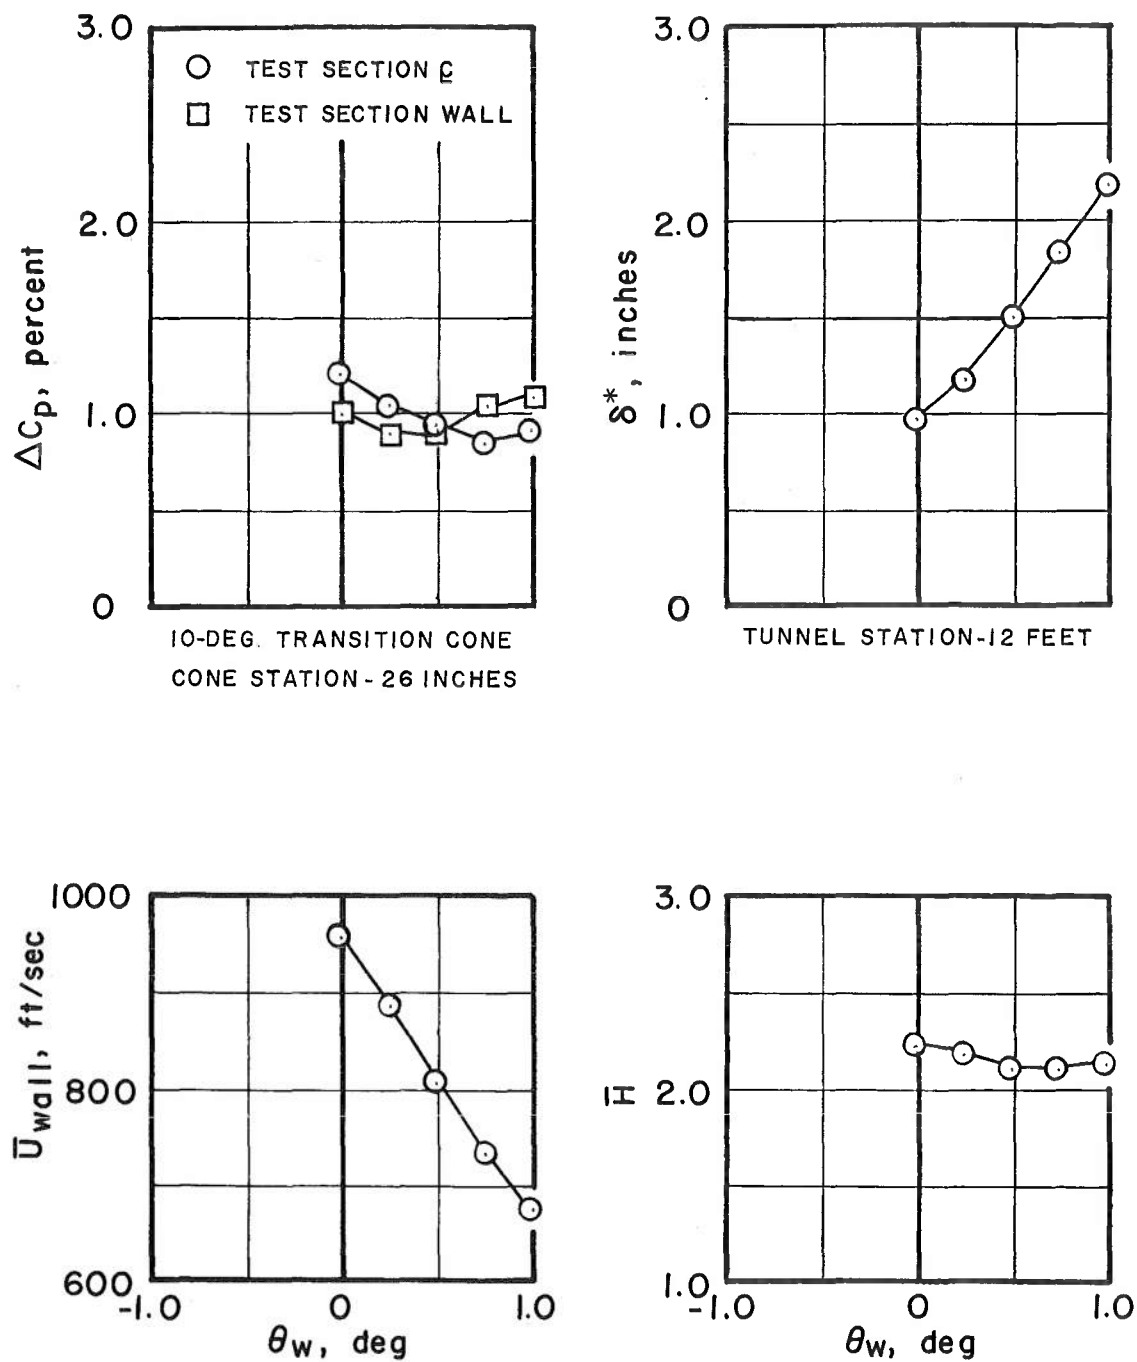 3.0
TEST SECTION ℄
TEST SECTION WALL
2.0
1.0
0
ΔCp, percent
10-DEG. TRANSITION CONE
CONE STATION - 26 INCHES
3.0
2.0
1.0
0
δ*, inches
TUNNEL STATION-12 FEET
1000
800
600
U̅wall, ft/sec
-1.0 0 1.0
θw, deg
3.0
2.0
1.0
H̅
-1.0 0 1.0
θw, deg